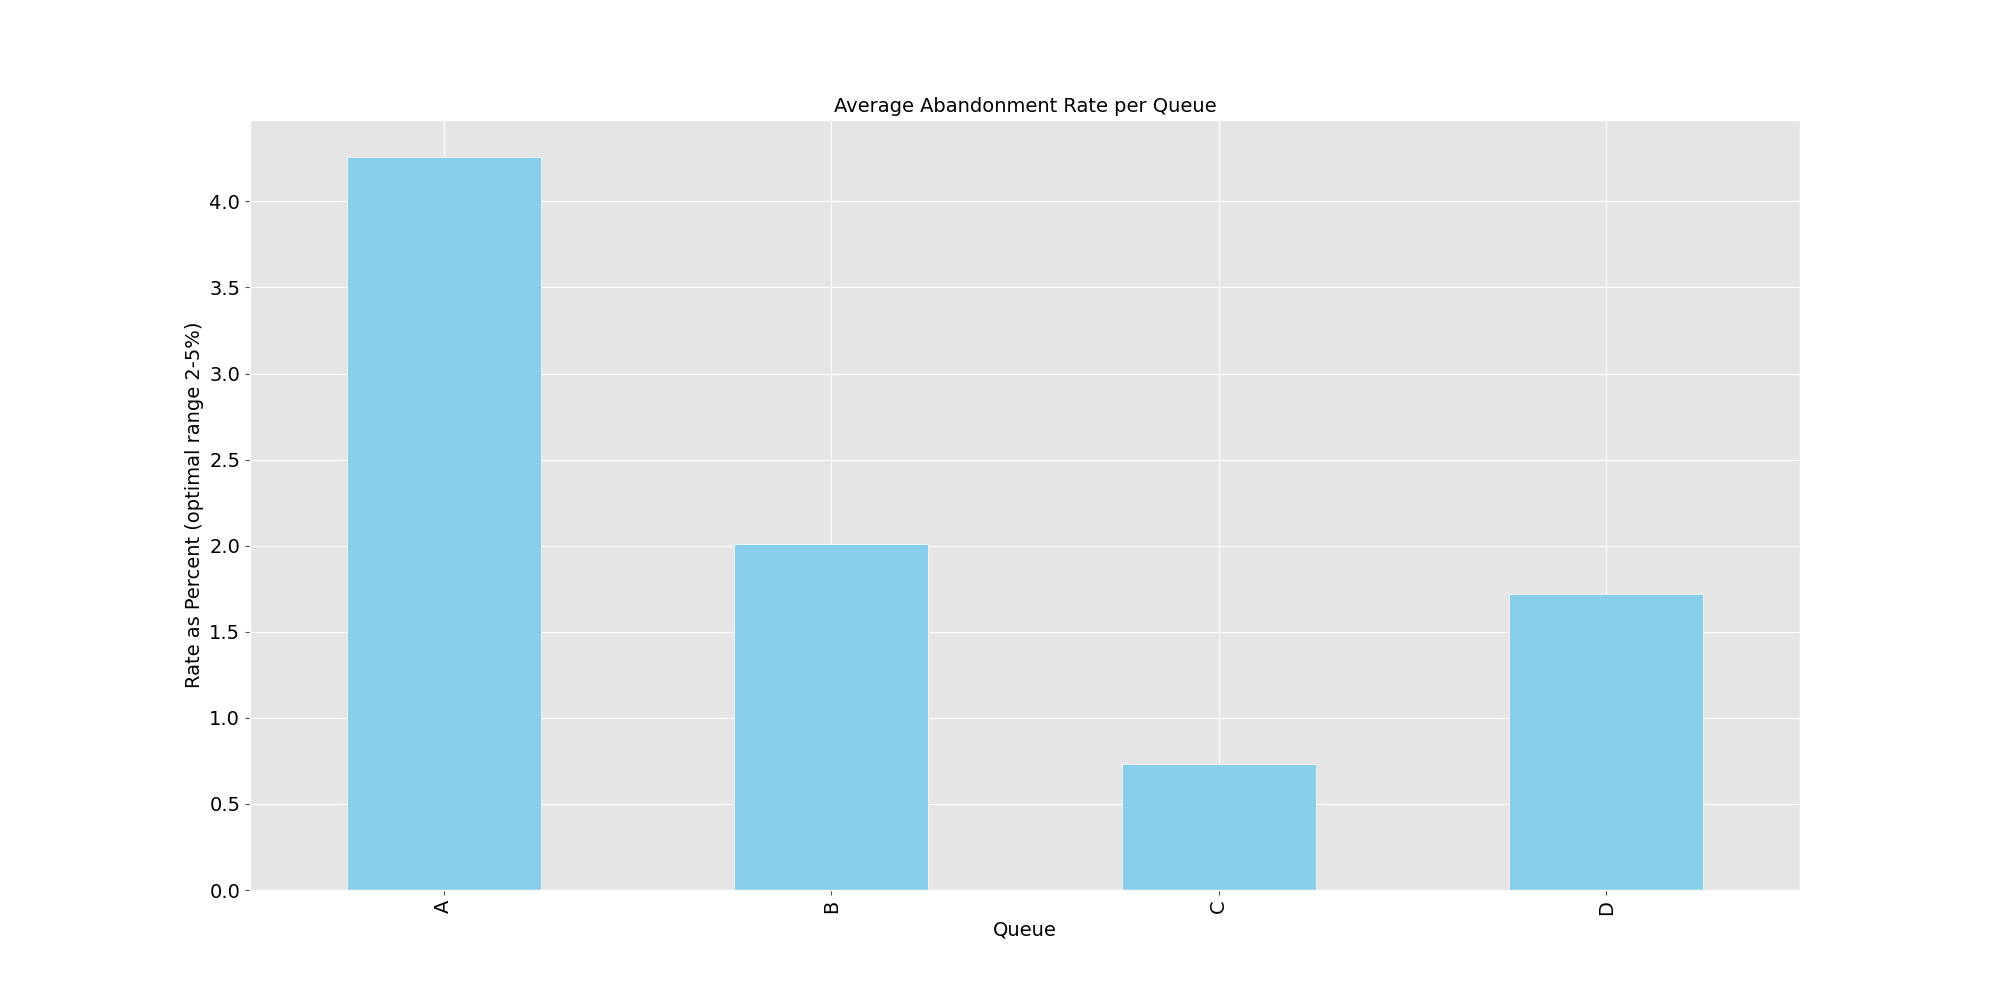 Average Abandonment Rate per Queue
Rate as Percent (optimal range 2-5%)
4.0
3.5
3.0
2.5
2.0
1.5
1.0
0.5
0.0
A
B
C
D
Queue